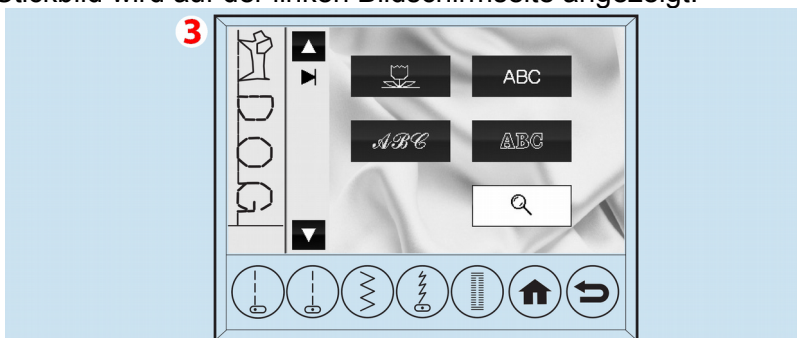 Stickbild wird auf der linken Bildschirmseite angezeigt.
3
DOG
ABC
ABC
ABC